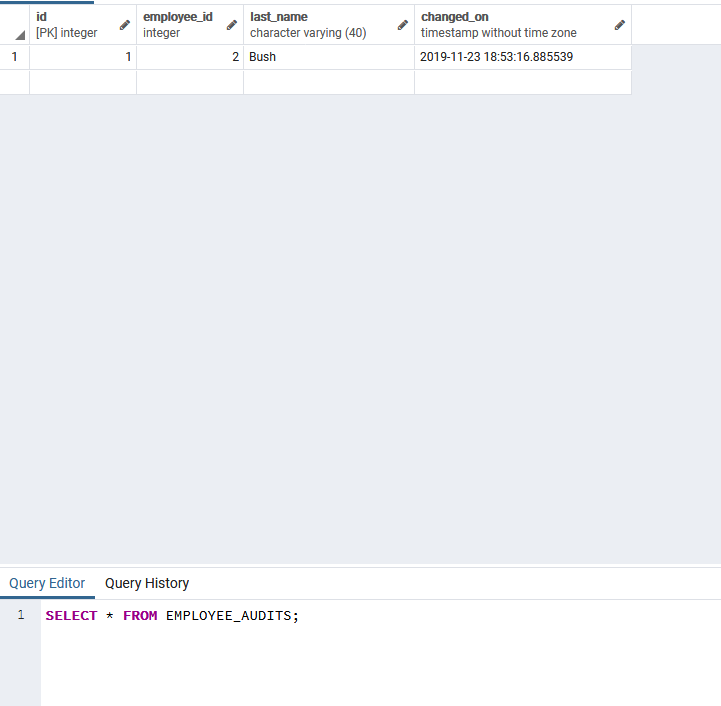 id employee_id last_name changed_on
[PK] integer integer character varying (40) timestamp without time zone
1 1 2 Bush 2019-11-23 18:53:16.885539
Query Editor Query History
1 SELECT * FROM EMPLOYEE_AUDITS;